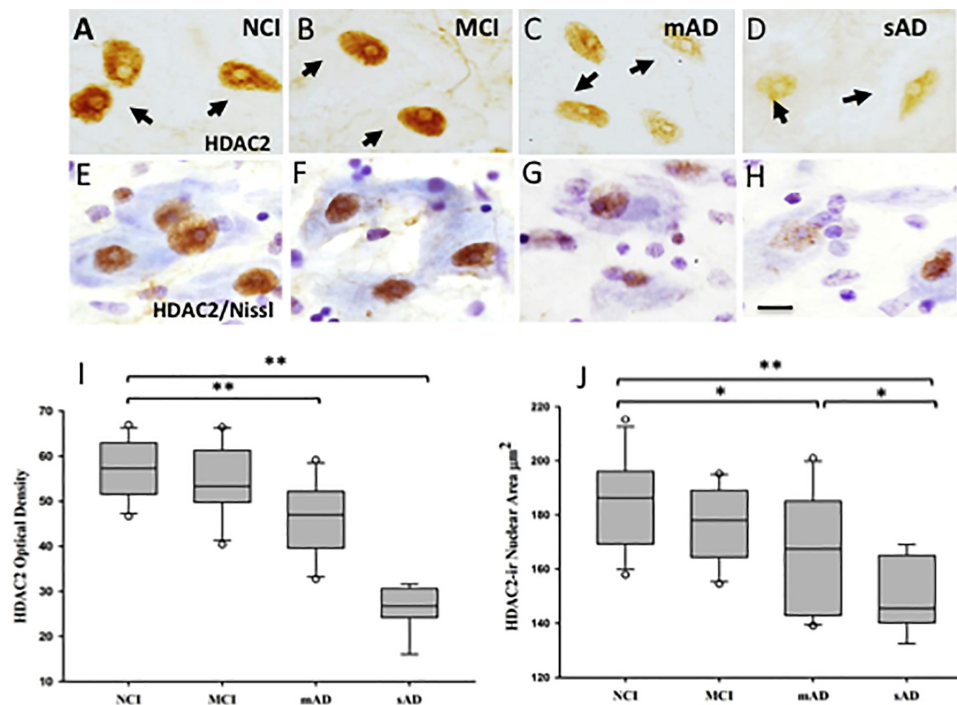 A NCI
B MCI
C mAD
D sAD
HDAC2
E
F
G
H
HDAC2/Nissl
I
**
**
HDAC2 Optical Density
70
60
50
40
30
20
10
NCI MCI mAD sAD
J
**
* *
HDAC2-ir Nuclear Area µm²
220
200
180
160
140
120
NCI MCI mAD sAD